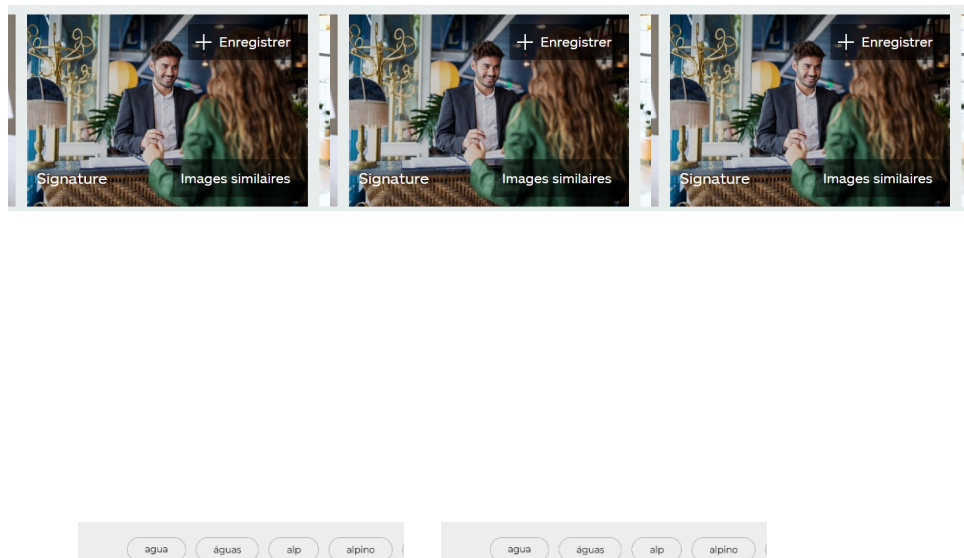 Enregistrer Enregistrer Enregistrer
Signature Images similaires Signature Images similaires Signature Images similaires
agua águas alp alpino agua águas alp alpino